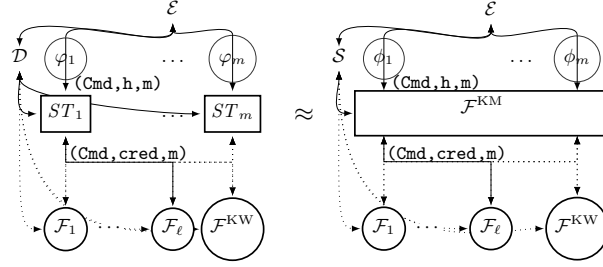 ℰ ℰ
𝒟 φ₁ ... φₘ 𝒮 ϕ₁ ... ϕₘ
(Cmd,h,m) (Cmd,h,m)
ST₁ ... STₘ ≈ ℱᴷᴹ
(Cmd,cred,m) (Cmd,cred,m)
ℱ₁ ... ℱℓ ℱᴷᵂ ℱ₁ ... ℱℓ ℱᴷᵂ